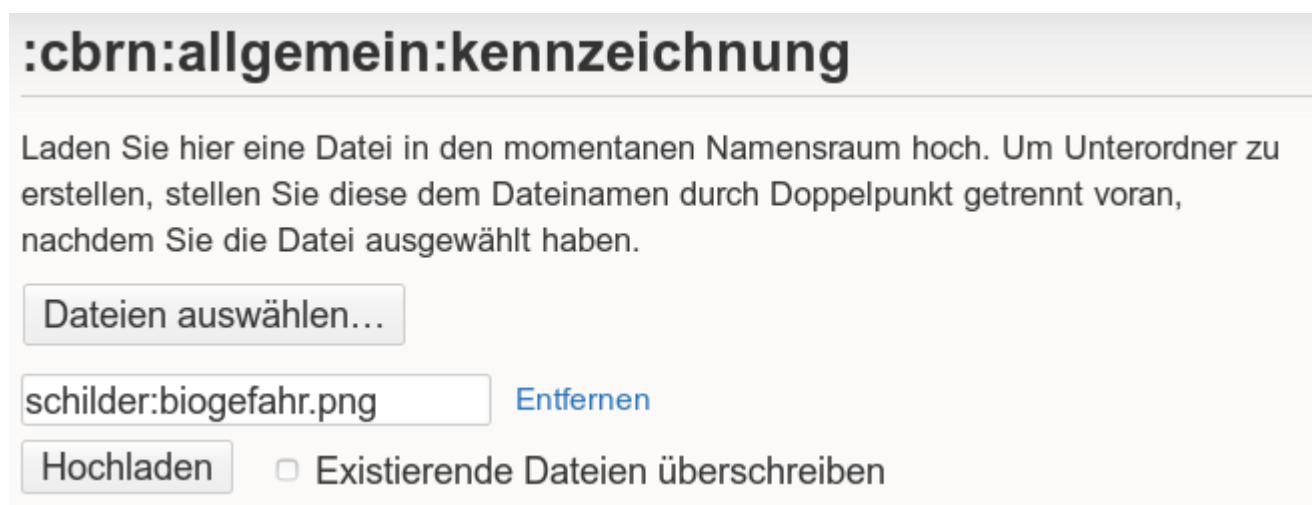 :cbrn:allgemein:kennzeichnung
Laden Sie hier eine Datei in den momentanen Namensraum hoch. Um Unterordner zu
erstellen, stellen Sie diese dem Dateinamen durch Doppelpunkt getrennt voran,
nachdem Sie die Datei ausgewählt haben.
Dateien auswählen…
schilder:biogefahr.png Entfernen
Hochladen Existierende Dateien überschreiben